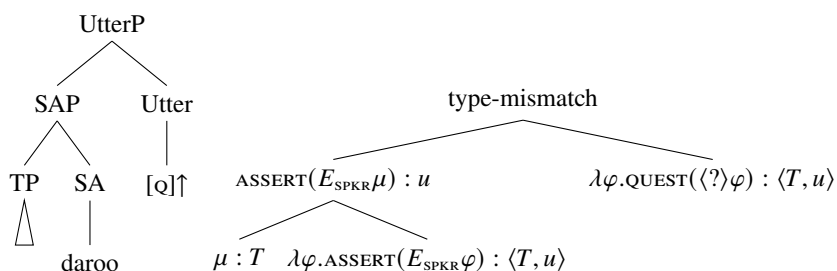 UtterP
SAP Utter type-mismatch
TP SA [Q]↑ ASSERT(E_SPKR μ) : u λφ.QUEST(⟨?⟩φ) : ⟨T, u⟩
daroo μ : T λφ.ASSERT(E_SPKR φ) : ⟨T, u⟩